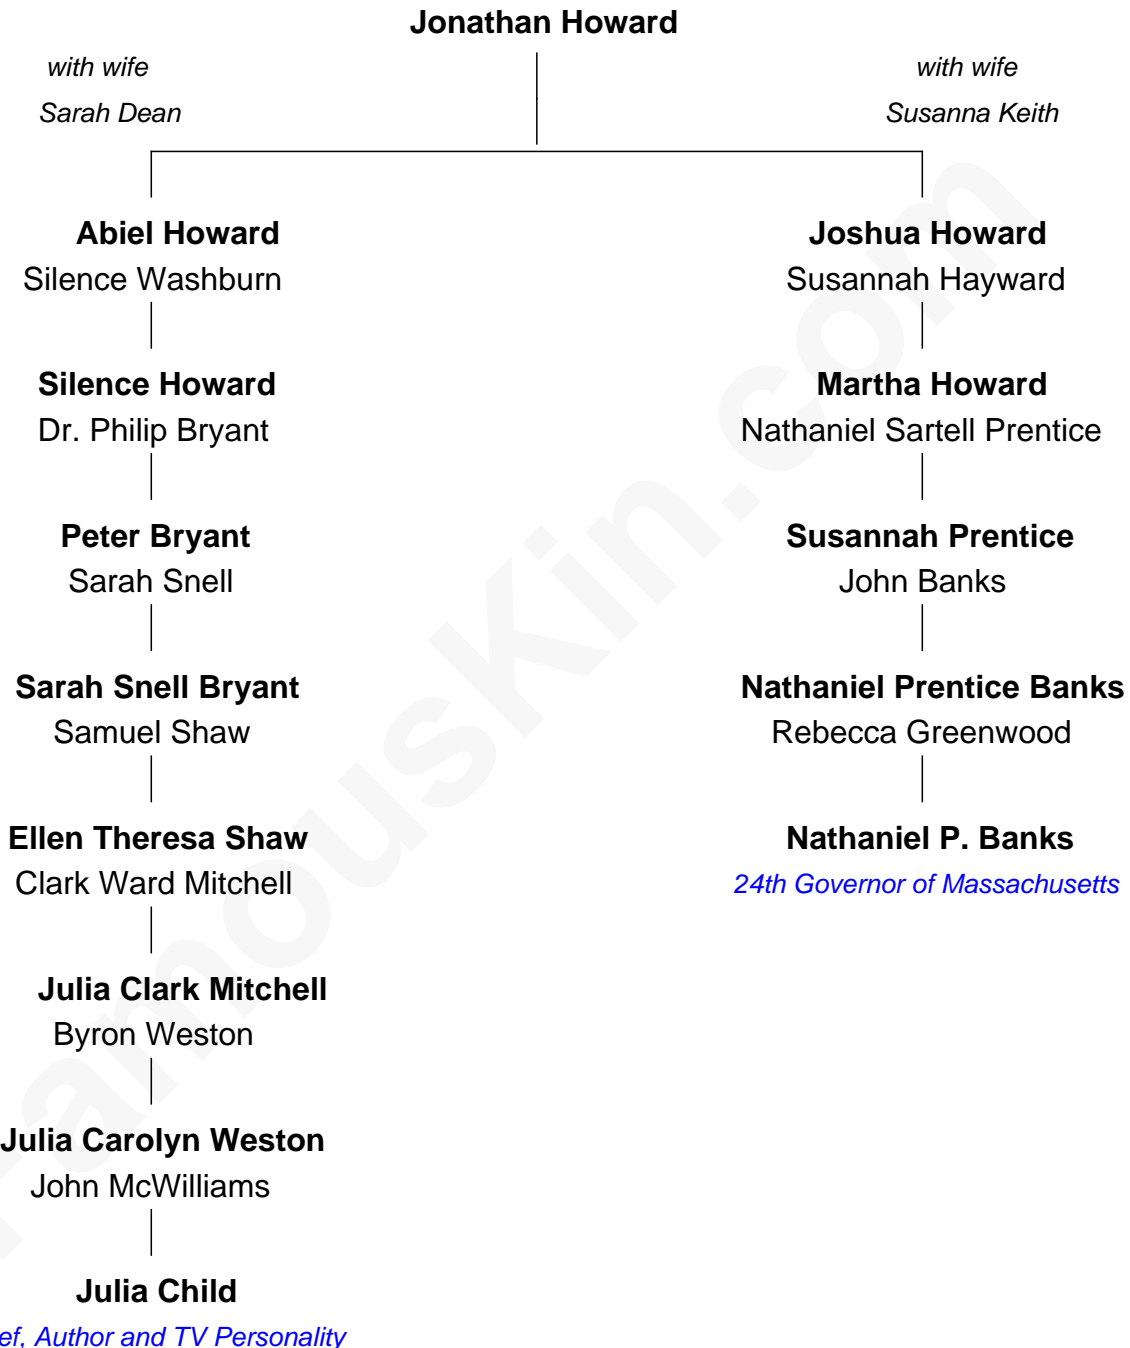 Jonathan Howard
with wife
Sarah Dean
with wife
Susanna Keith
Abiel Howard
Silence Washburn
Joshua Howard
Susannah Hayward
Silence Howard
Dr. Philip Bryant
Martha Howard
Nathaniel Sartell Prentice
Peter Bryant
Sarah Snell
Susannah Prentice
John Banks
Sarah Snell Bryant
Samuel Shaw
Nathaniel Prentice Banks
Rebecca Greenwood
Ellen Theresa Shaw
Clark Ward Mitchell
Nathaniel P. Banks
24th Governor of Massachusetts
Julia Clark Mitchell
Byron Weston
Julia Carolyn Weston
John McWilliams
Julia Child
ef, Author and TV Personality
FamousKin.com